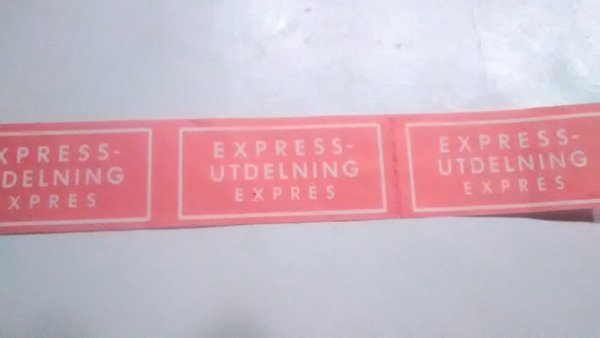 XPRESS-
DELNING
XPRES
EXPRESS-
UTDELNING
EXPRES
EXPRESS-
UTDELNING
EXPRES